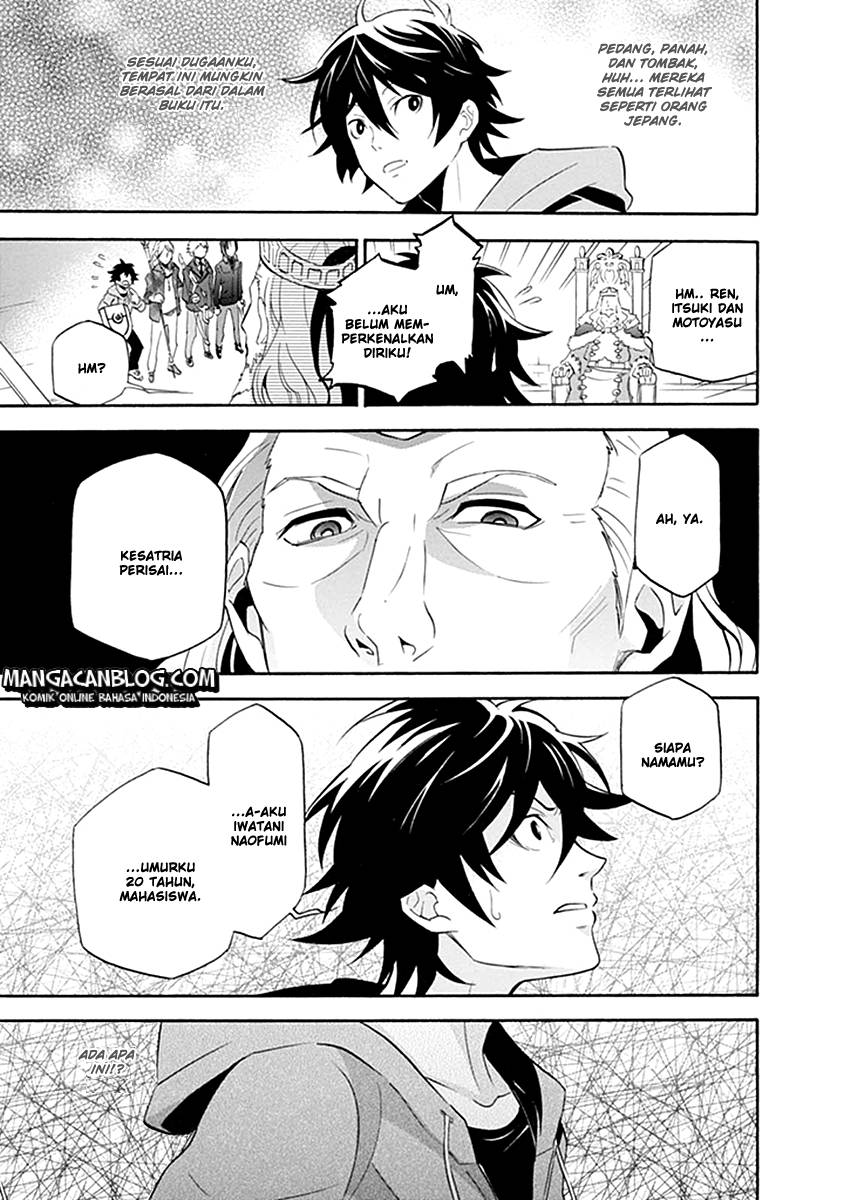 PEDANG, PANAH,
DAN TOMBAK,
HUH... MEREKA
SEMUA TERLIHAT
SEPERTI ORANG
JEPANG.
SESUAI DUGAANKU,
TEMPAT INI MUNGKIN
BERASAL DARI DALAM
BUKU ITU.
HM.. REN,
ITSUKI DAN
MOTOYASU
...
UM,
...AKU
BELUM MEM-
PERKENALKAN
DIRIKU!
HM?
AH, YA.
KESATRIA
PERISAI...
MANGACANBLOG.COM
KOMIK ONLINE BAHASA INDONESIA
SIAPA
NAMAMU?
...A-AKU
IWATANI
NAOFUMI
...UMURKU
20 TAHUN,
MAHASISWA.
ADA APA
INI!?